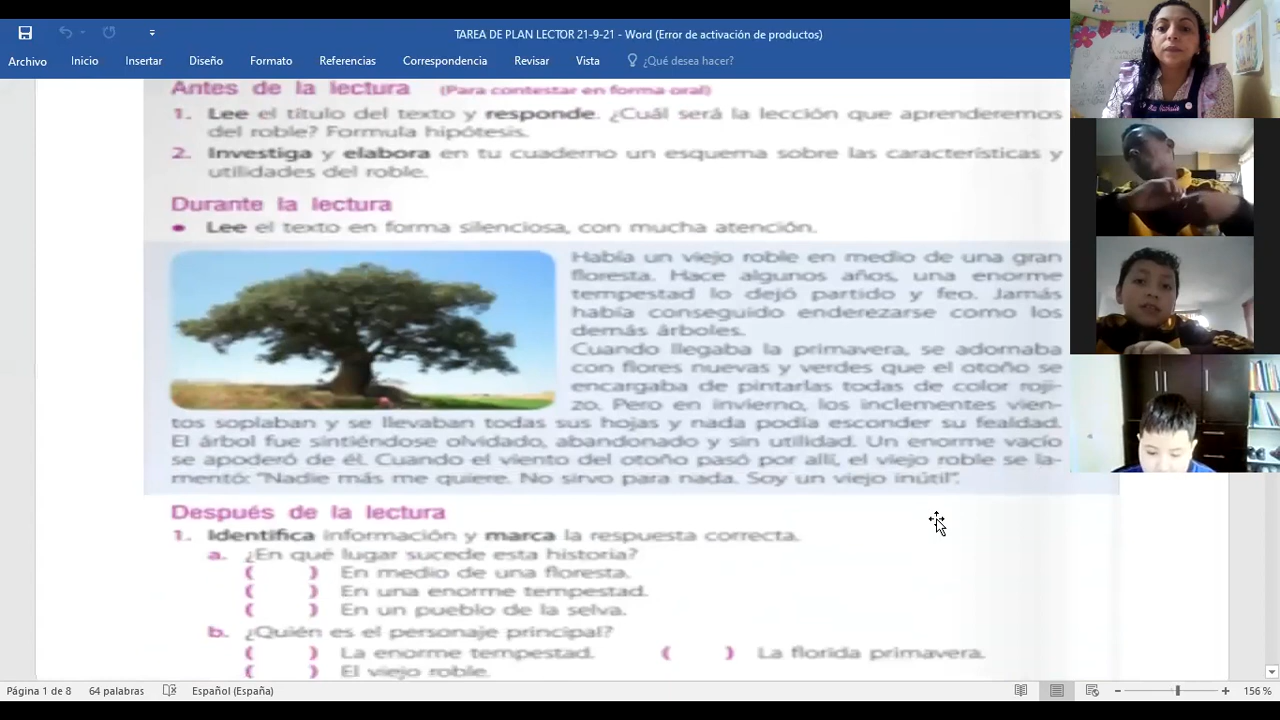 TAREA DE PLAN LECTOR 21-9-21 - Word (Error de activación de productos)
Archivo Inicio Insertar Diseño Formato Referencias Correspondencia Revisar Vista ¿Qué desea hacer?
Antes de la lectura (Para contestar en forma oral)
1. Lee el título del texto y responde. ¿Cuál será la lección que aprenderemos
del roble? Formula hipótesis.
2. Investiga y elabora en tu cuaderno un esquema sobre las características y
utilidades del roble.
Durante la lectura
• Lee el texto en forma silenciosa, con mucha atención.
Había un viejo roble en medio de una gran
floresta. Hace algunos años, una enorme
tempestad lo dejó partido y feo. Jamás
había conseguido enderezarse como los
demás árboles.
Cuando llegaba la primavera, se adornaba
con flores nuevas y verdes que el otoño se
encargaba de pintarlas todas de color roji-
zo. Pero en invierno, los inclementes vien-
tos soplaban y se llevaban todas sus hojas y nada podía esconder su fealdad.
El árbol fue sintiéndose olvidado, abandonado y sin utilidad. Un enorme vacío
se apoderó de él. Cuando el viento del otoño pasó por allí, el viejo roble se la-
mentó: "Nadie más me quiere. No sirvo para nada. Soy un viejo inútil".
Después de la lectura
1. Identifica información y marca la respuesta correcta.
a. ¿En qué lugar sucede esta historia?
( ) En medio de una floresta.
( ) En una enorme tempestad.
( ) En un pueblo de la selva.
b. ¿Quién es el personaje principal?
( ) La enorme tempestad. ( ) La florida primavera.
( ) El viejo roble.
Página 1 de 8 64 palabras Español (España) 156 %